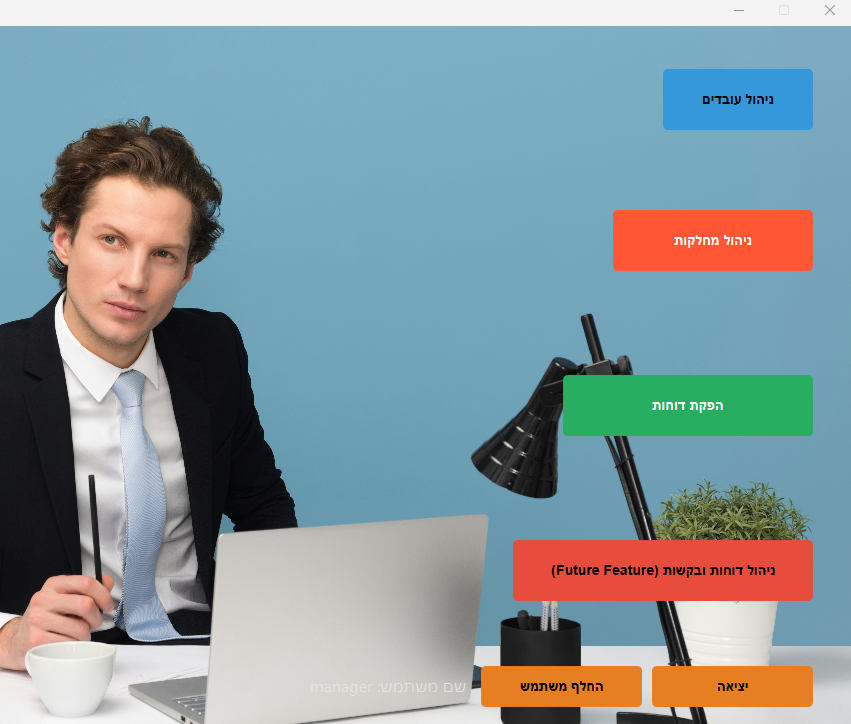 ניהול עובדים
ניהול מחלקות
הפקת דוחות
ניהול דוחות ובקשות (Future Feature)
יציאה
החלף משתמש
שם משתמש: manager